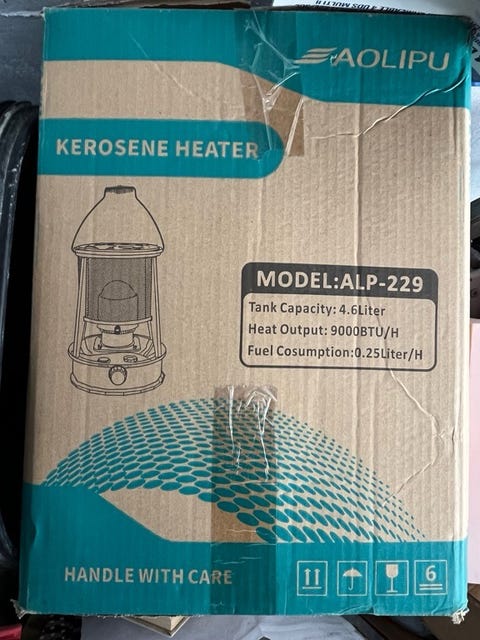 AOLIPU
KEROSENE HEATER
MODEL:ALP-229
Tank Capacity: 4.6Liter
Heat Output: 9000BTU/H
Fuel Cosumption:0.25Liter/H
HANDLE WITH CARE
6